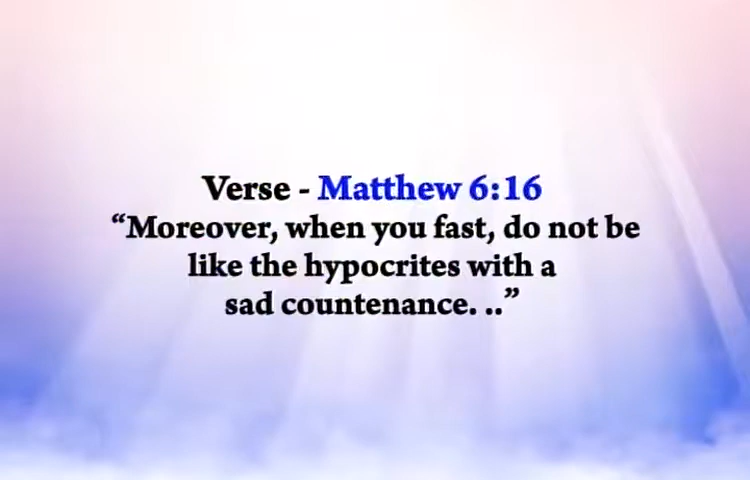 Verse - Matthew 6:16
“Moreover, when you fast, do not be
like the hypocrites with a
sad countenance. ..”